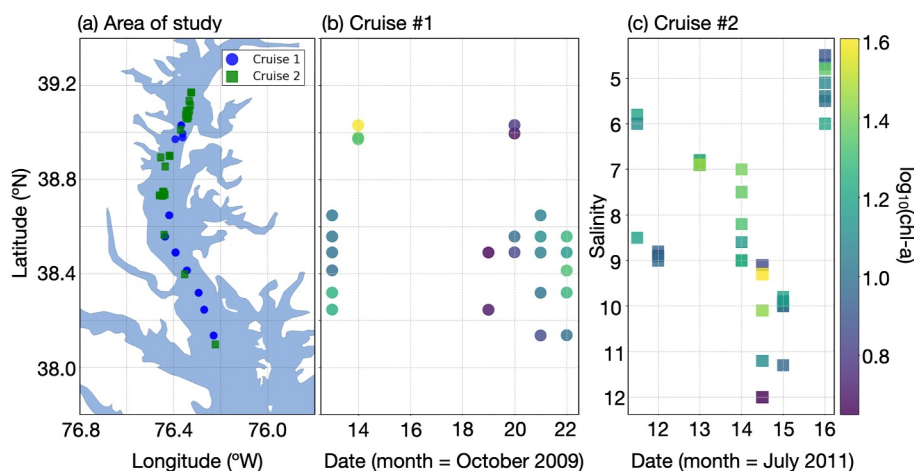 (a) Area of study
(b) Cruise #1
(c) Cruise #2
Cruise 1
Cruise 2
39.2
38.8
38.4
38.0
Latitude (ºN)
76.8
76.4
76.0
Longitude (ºW)
14
16
18
20
22
Date (month = October 2009)
5
6
7
8
9
10
11
12
Salinity
12
13
14
15
16
Date (month = July 2011)
1.6
1.4
1.2
1.0
0.8
log₁₀(chl-a)